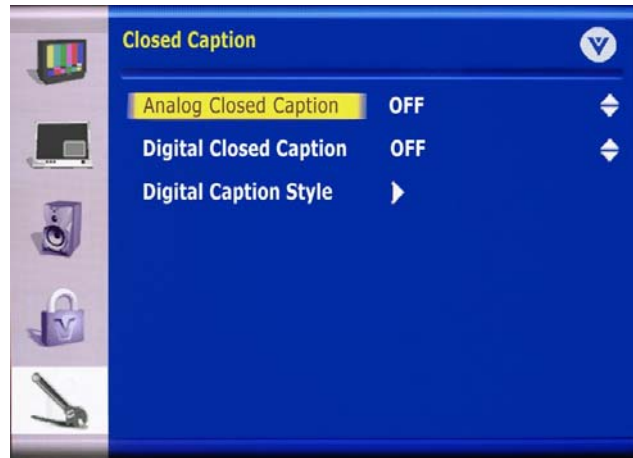 Closed Caption
V
Analog Closed Caption OFF
Digital Closed Caption OFF
Digital Caption Style
V